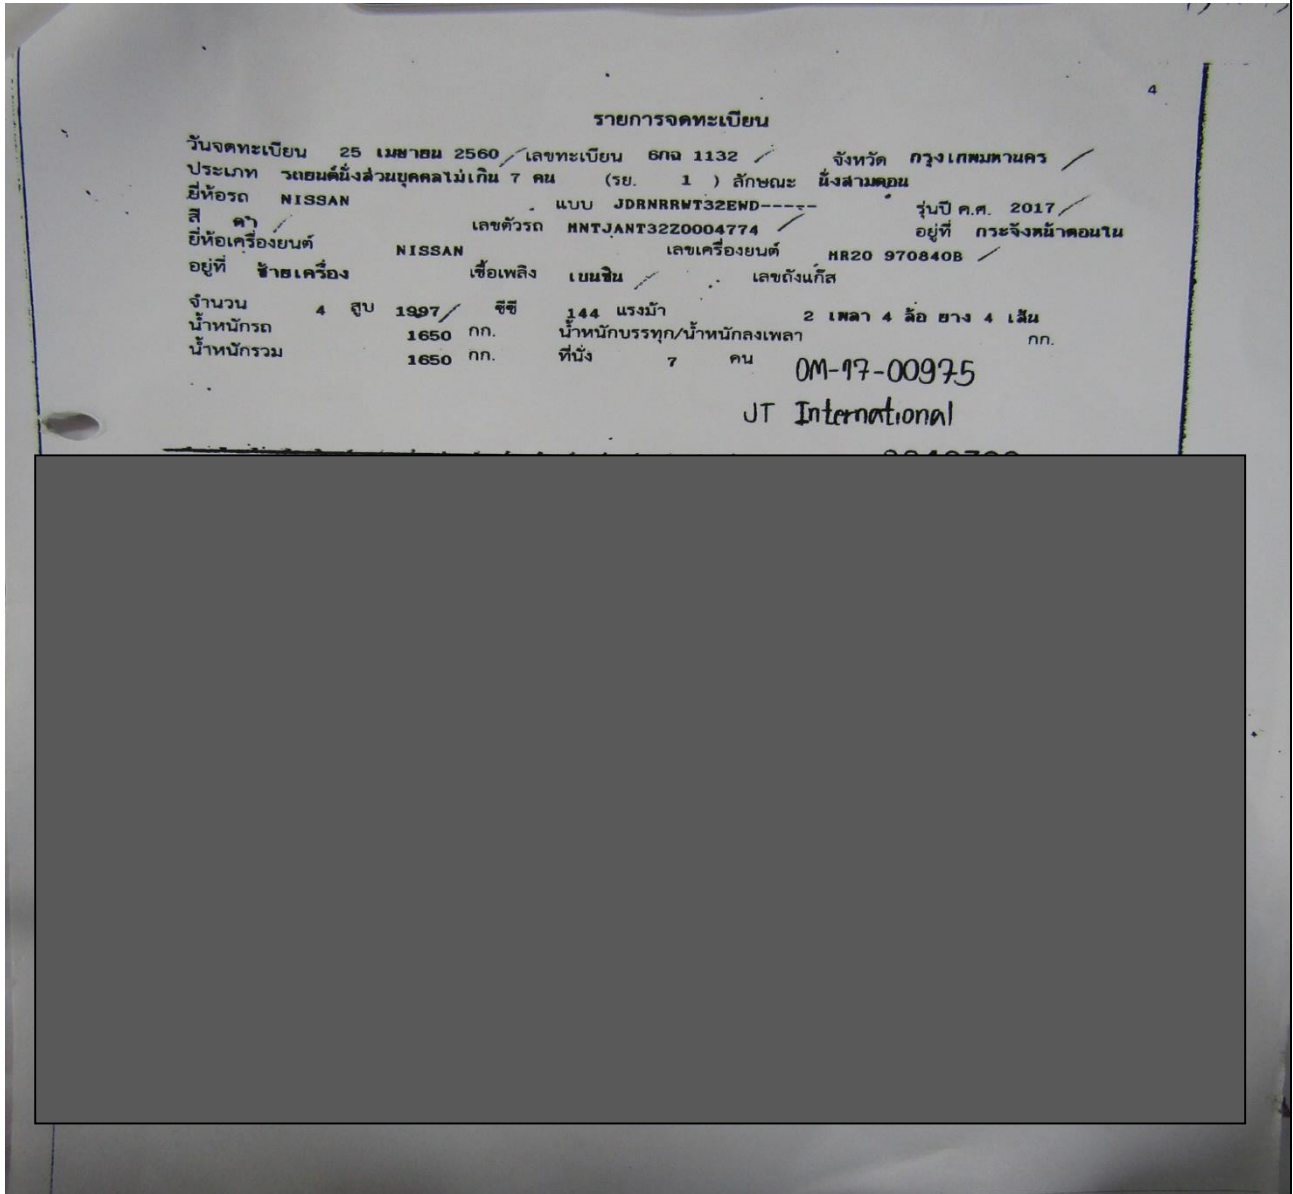 4
รายการจดทะเบียน
วันจดทะเบียน 25 เมษายน 2560 เลขทะเบียน 6กฉ 1132 จังหวัด กรุงเทพมหานคร
ประเภท รถยนต์นั่งส่วนบุคคลไม่เกิน 7 คน (รย. 1 ) ลักษณะ นั่งสามตอน
ยี่ห้อรถ NISSAN แบบ JDRNRRWT32EWD----- รุ่นปี ค.ศ. 2017
สี ดำ เลขตัวรถ MNTJANT32Z0004774 อยู่ที่ กระจังหน้าตอนใน
ยี่ห้อเครื่องยนต์ NISSAN เลขเครื่องยนต์ MR20 970840B
อยู่ที่ ซ้ายเครื่อง เชื้อเพลิง เบนซิน เลขถังแก๊ส
จำนวน 4 สูบ 1997 ซีซี 144 แรงม้า 2 เพลา 4 ล้อ ยาง 4 เส้น
น้ำหนักรถ 1650 กก. น้ำหนักบรรทุก/น้ำหนักลงเพลา กก.
น้ำหนักรวม 1650 กก. ที่นั่ง 7 คน
OM-17-00975
JT International